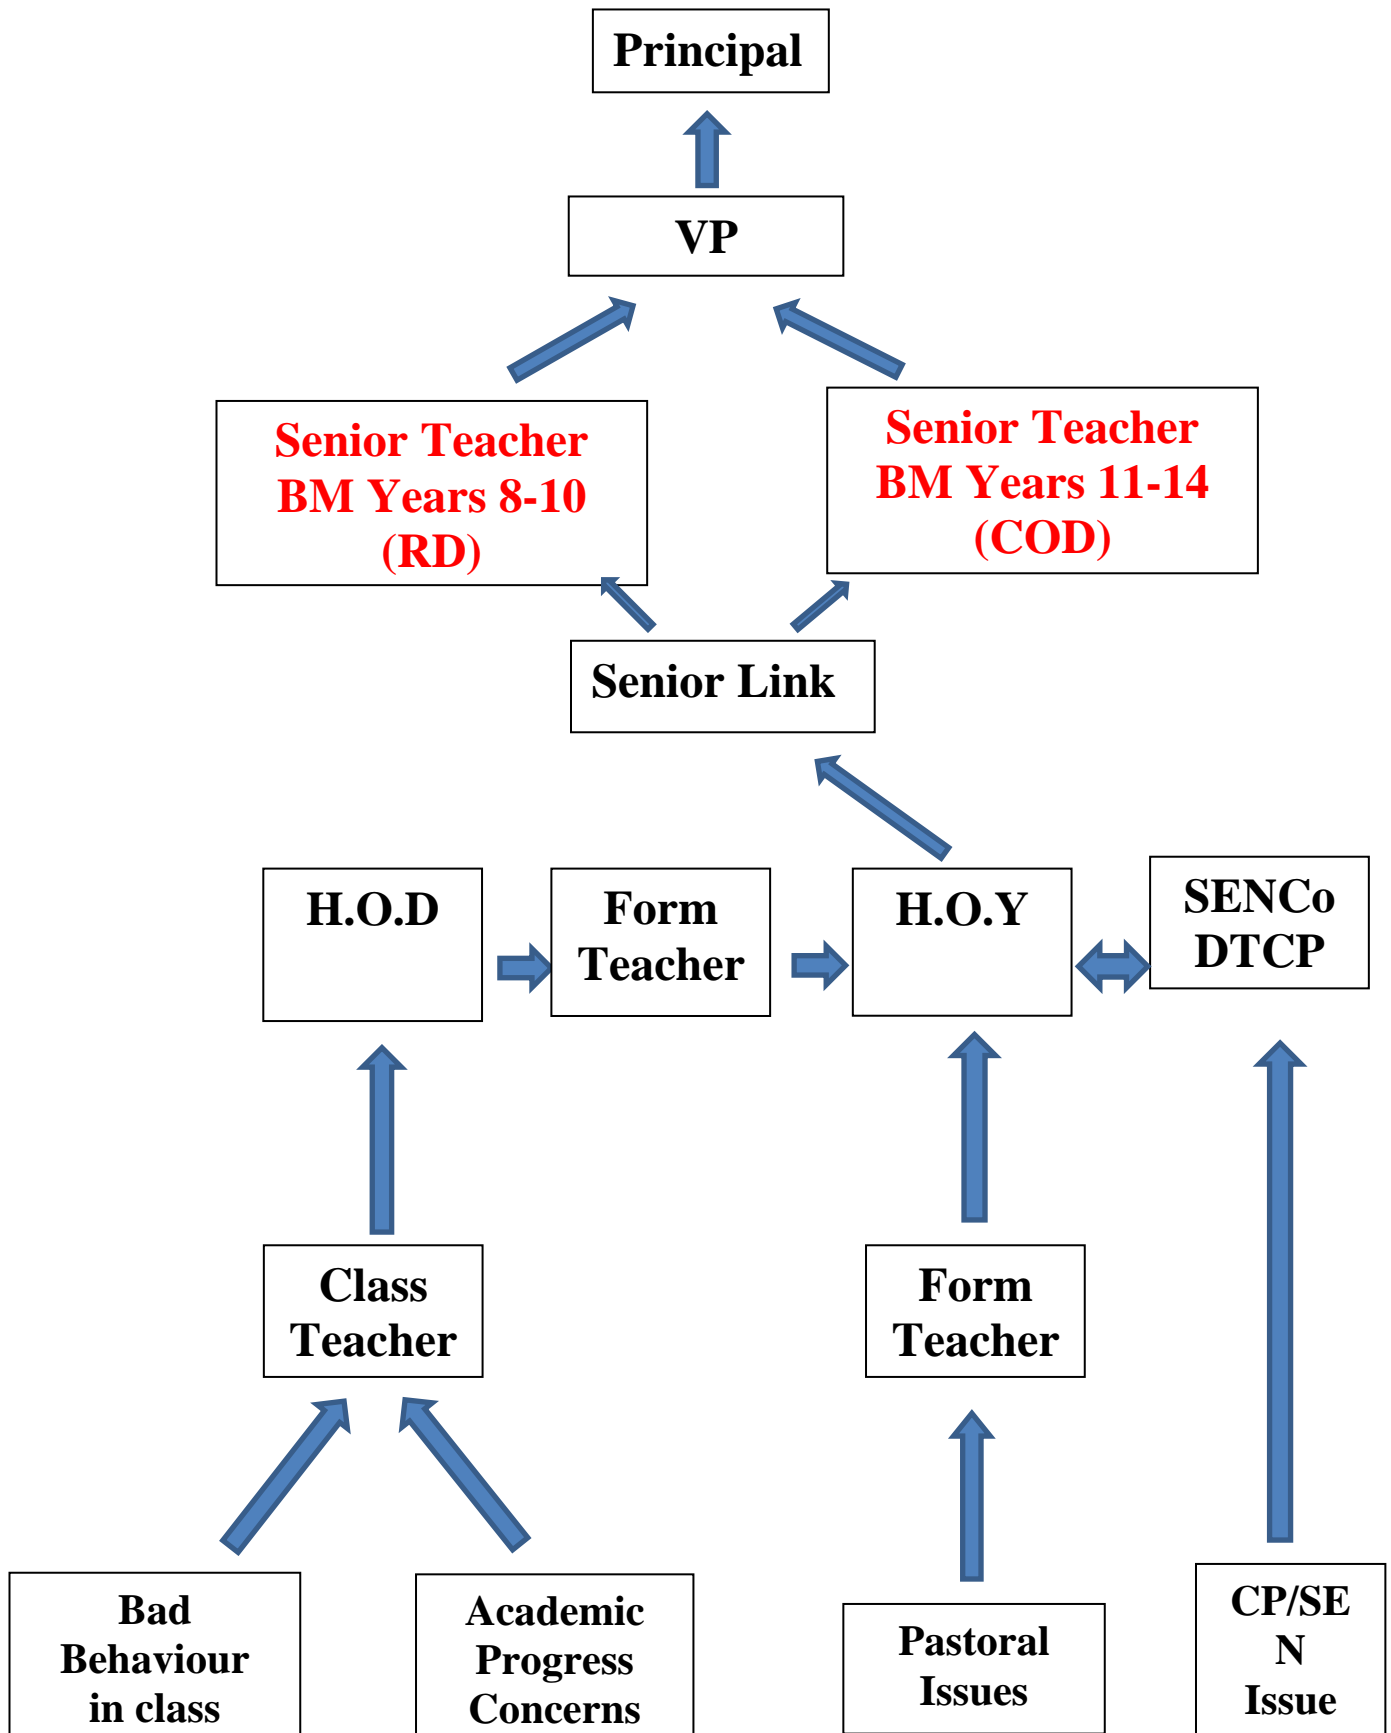 Principal
VP
Senior Teacher
BM Years 8-10
(RD)
Senior Teacher
BM Years 11-14
(COD)
Senior Link
H.O.D
Form
Teacher
H.O.Y
SENCo
DTCP
Class
Teacher
Form
Teacher
Bad
Behaviour
in class
Academic
Progress
Concerns
Pastoral
Issues
CP/SE
N
Issue